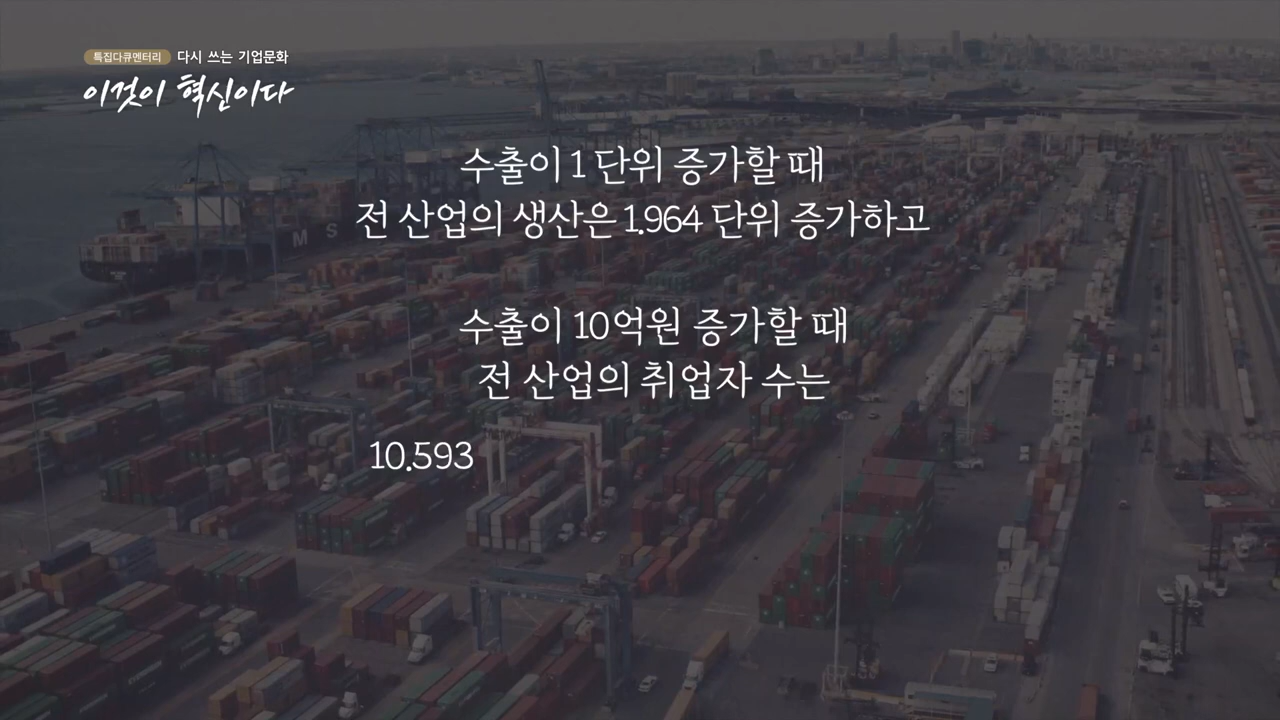 특집다큐멘터리 다시 쓰는 기업문화
이것이 혁신이다
수출이 1 단위 증가할 때
전 산업의 생산은 1.964 단위 증가하고
수출이 10억원 증가할 때
전 산업의 취업자 수는
10.593
M S